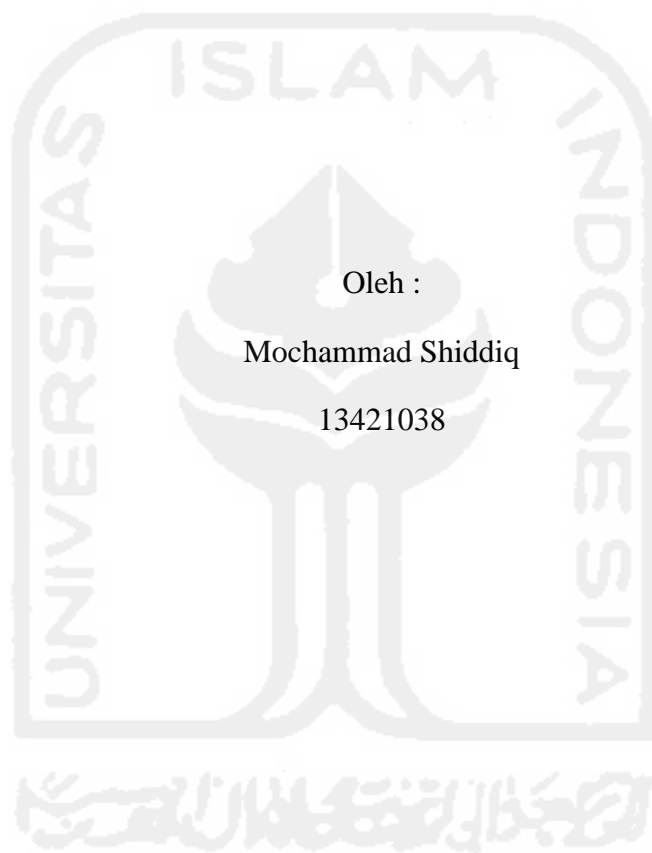 ISLAM
UNIVERSITAS
INDONESIA
Oleh :
Mochammad Shiddiq
13421038